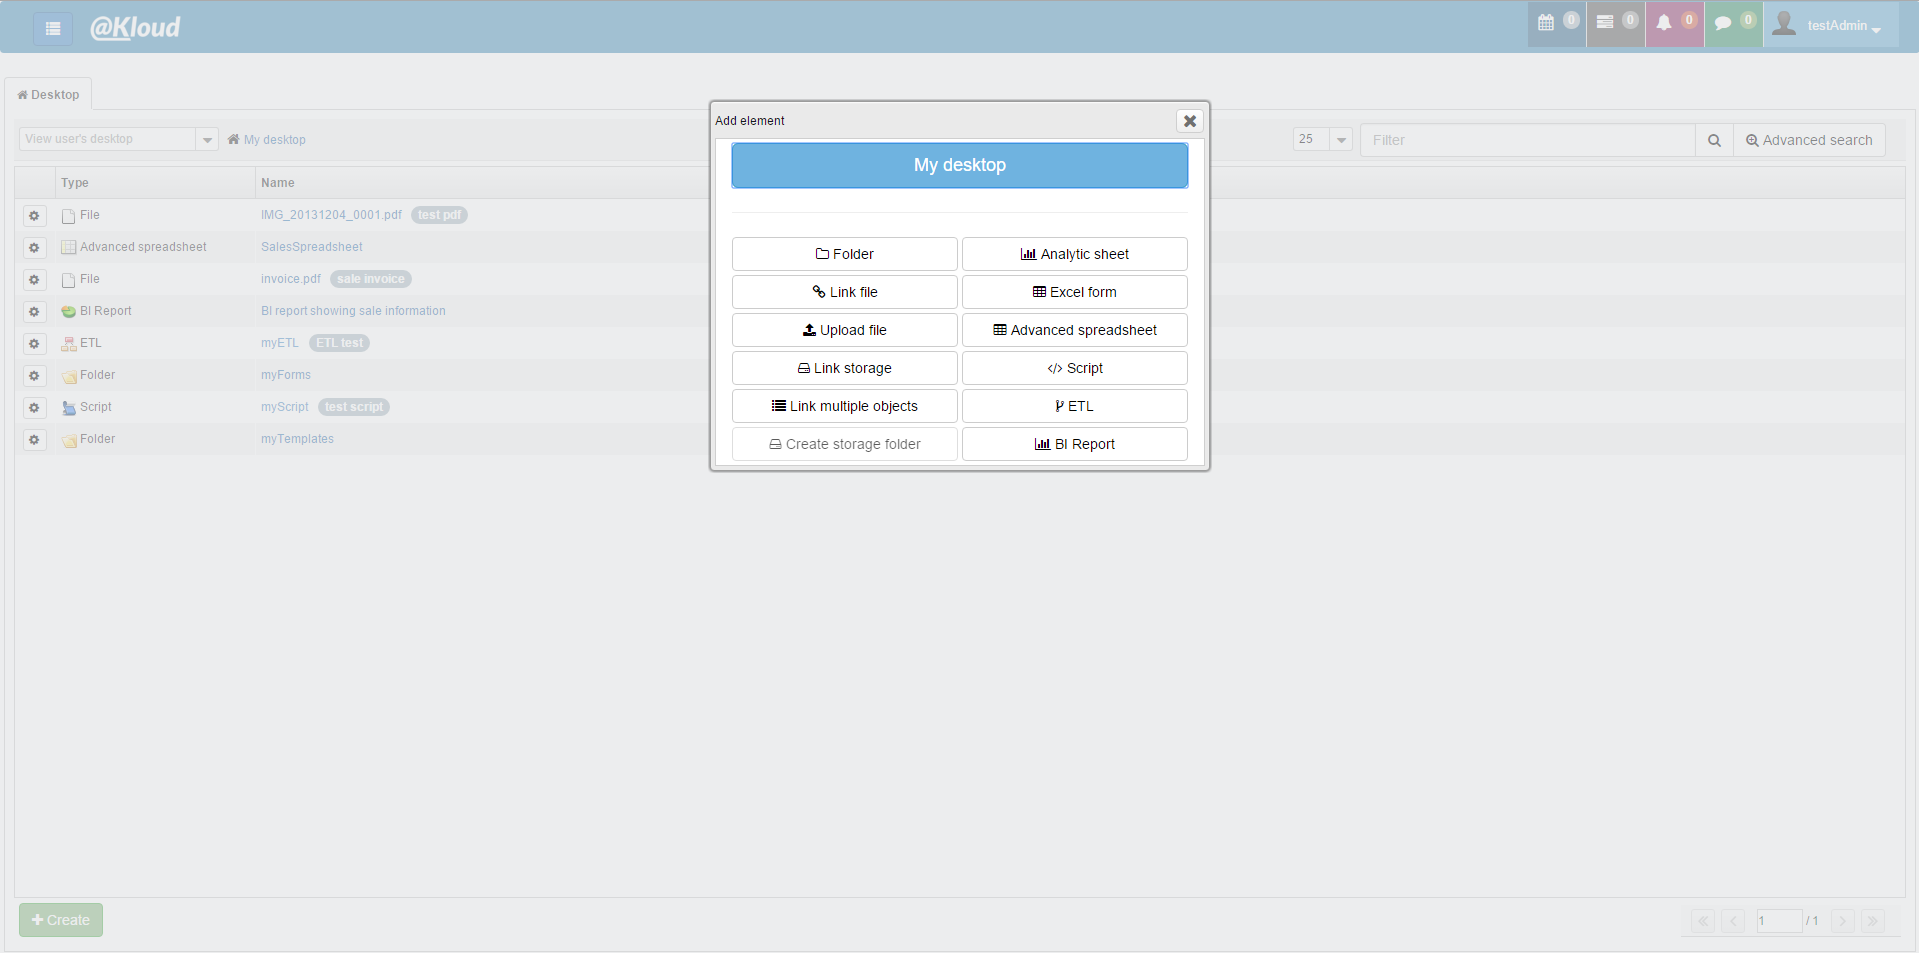 @Kloud
0
0
0
0
testAdmin
Desktop
View user's desktop
My desktop
25
Filter
Advanced search
Type Name
File IMG_20131204_0001.pdf test pdf
Advanced spreadsheet SalesSpreadsheet
File invoice.pdf sale invoice
BI Report BI report showing sale information
ETL myETL ETL test
Folder myForms
Script myScript test script
Folder myTemplates
Add element
My desktop
Folder Analytic sheet
Link file Excel form
Upload file Advanced spreadsheet
Link storage </> Script
Link multiple objects ETL
Create storage folder BI Report
Create
1 / 1